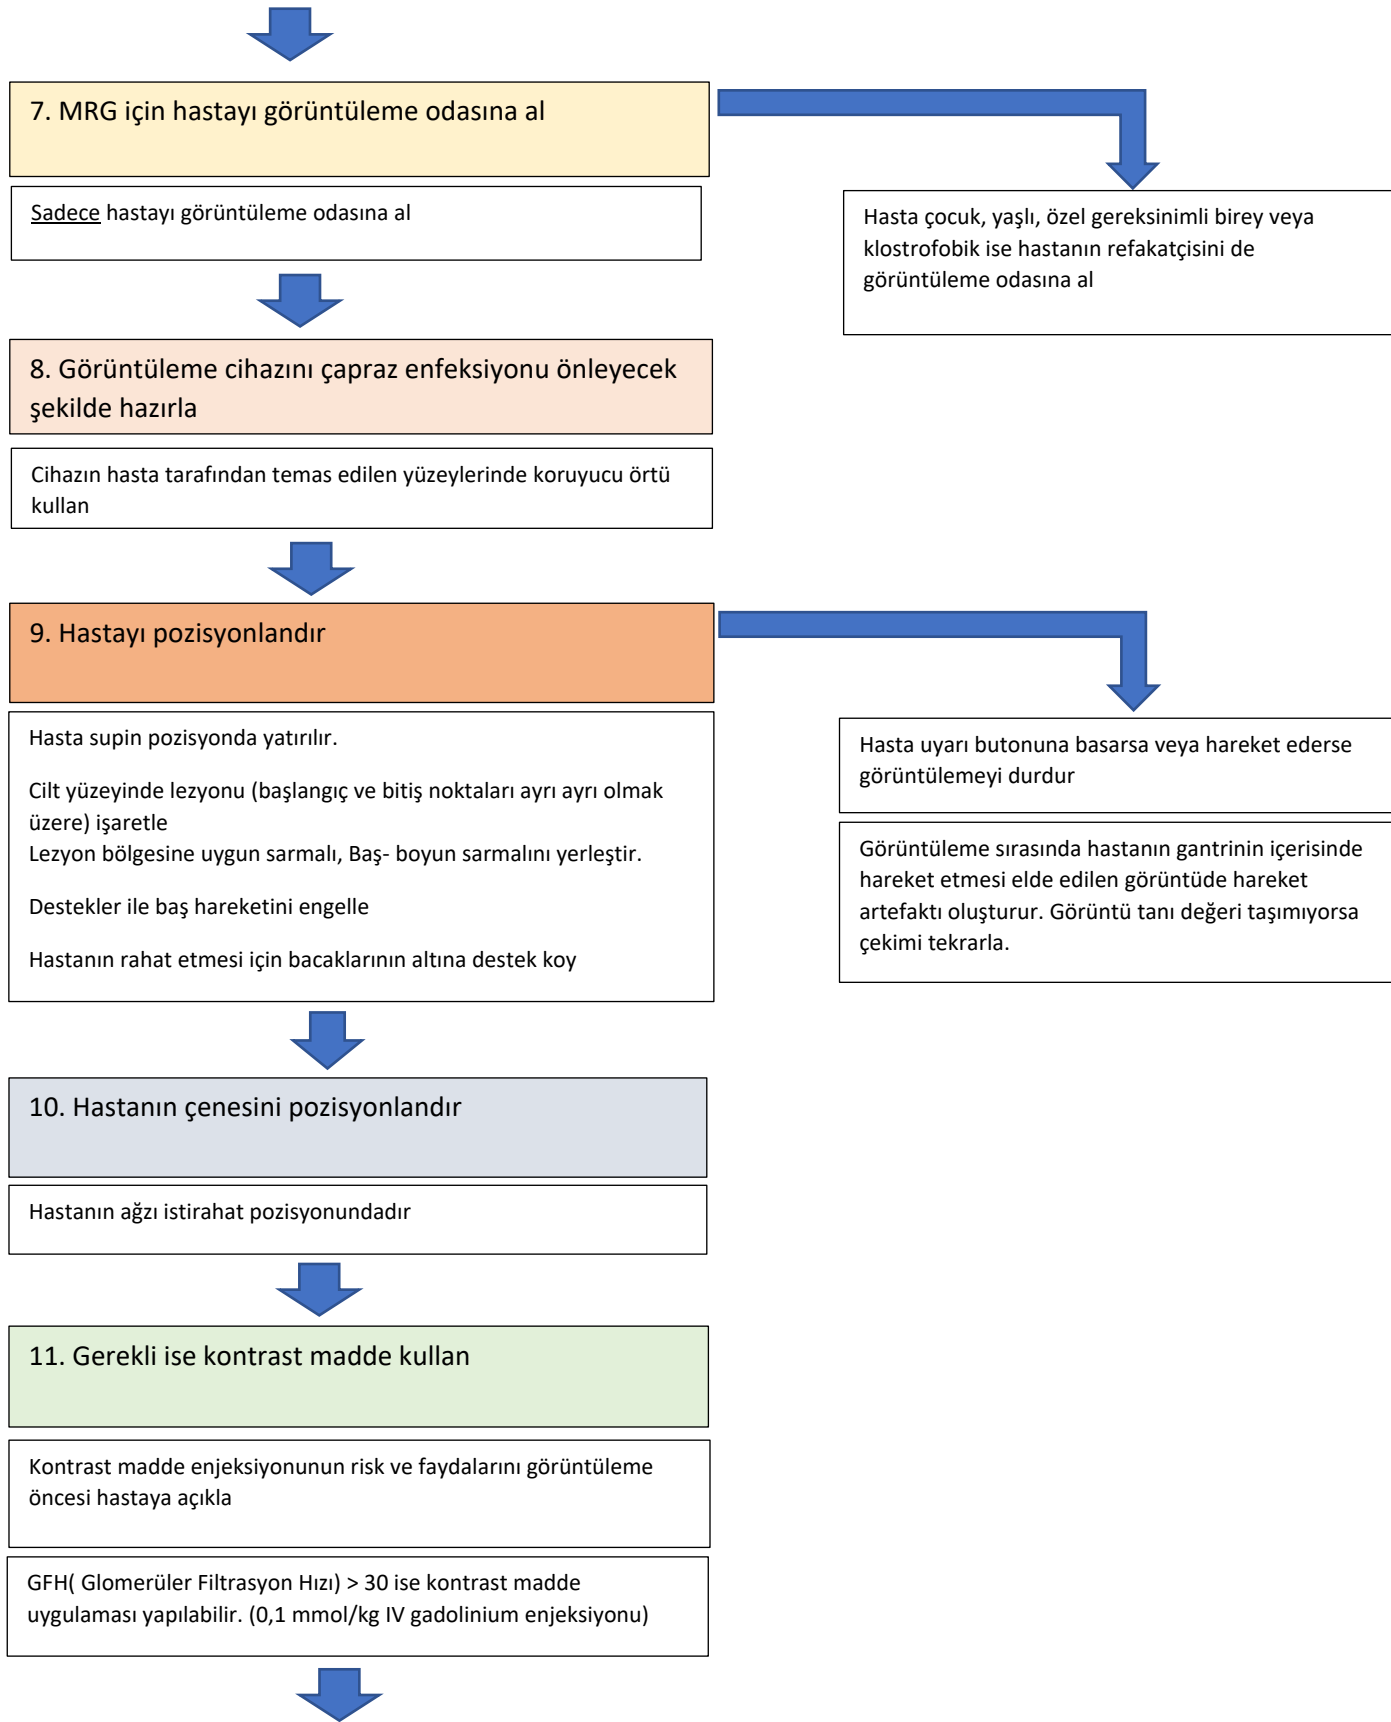 7. MRG için hastayı görüntüleme odasına al
Sadece hastayı görüntüleme odasına al
Hasta çocuk, yaşlı, özel gereksinimli birey veya
klostrofobik ise hastanın refakatçisini de
görüntüleme odasına al
8. Görüntüleme cihazını çapraz enfeksiyonu önleyecek
şekilde hazırla
Cihazın hasta tarafından temas edilen yüzeylerinde koruyucu örtü
kullan
9. Hastayı pozisyonlandır
Hasta supin pozisyonda yatırılır.
Cilt yüzeyinde lezyonu (başlangıç ve bitiş noktaları ayrı ayrı olmak
üzere) işaretle
Lezyon bölgesine uygun sarmalı, Baş- boyun sarmalını yerleştir.
Destekler ile baş hareketini engelle
Hastanın rahat etmesi için bacaklarının altına destek koy
Hasta uyarı butonuna basarsa veya hareket ederse
görüntülemeyi durdur
Görüntüleme sırasında hastanın gantrinin içerisinde
hareket etmesi elde edilen görüntüde hareket
artefaktı oluşturur. Görüntü tanı değeri taşımıyorsa
çekimi tekrarla.
10. Hastanın çenesini pozisyonlandır
Hastanın ağzı istirahat pozisyonundadır
11. Gerekli ise kontrast madde kullan
Kontrast madde enjeksiyonunun risk ve faydalarını görüntüleme
öncesi hastaya açıkla
GFH( Glomerüler Filtrasyon Hızı) > 30 ise kontrast madde
uygulaması yapılabilir. (0,1 mmol/kg IV gadolinium enjeksiyonu)